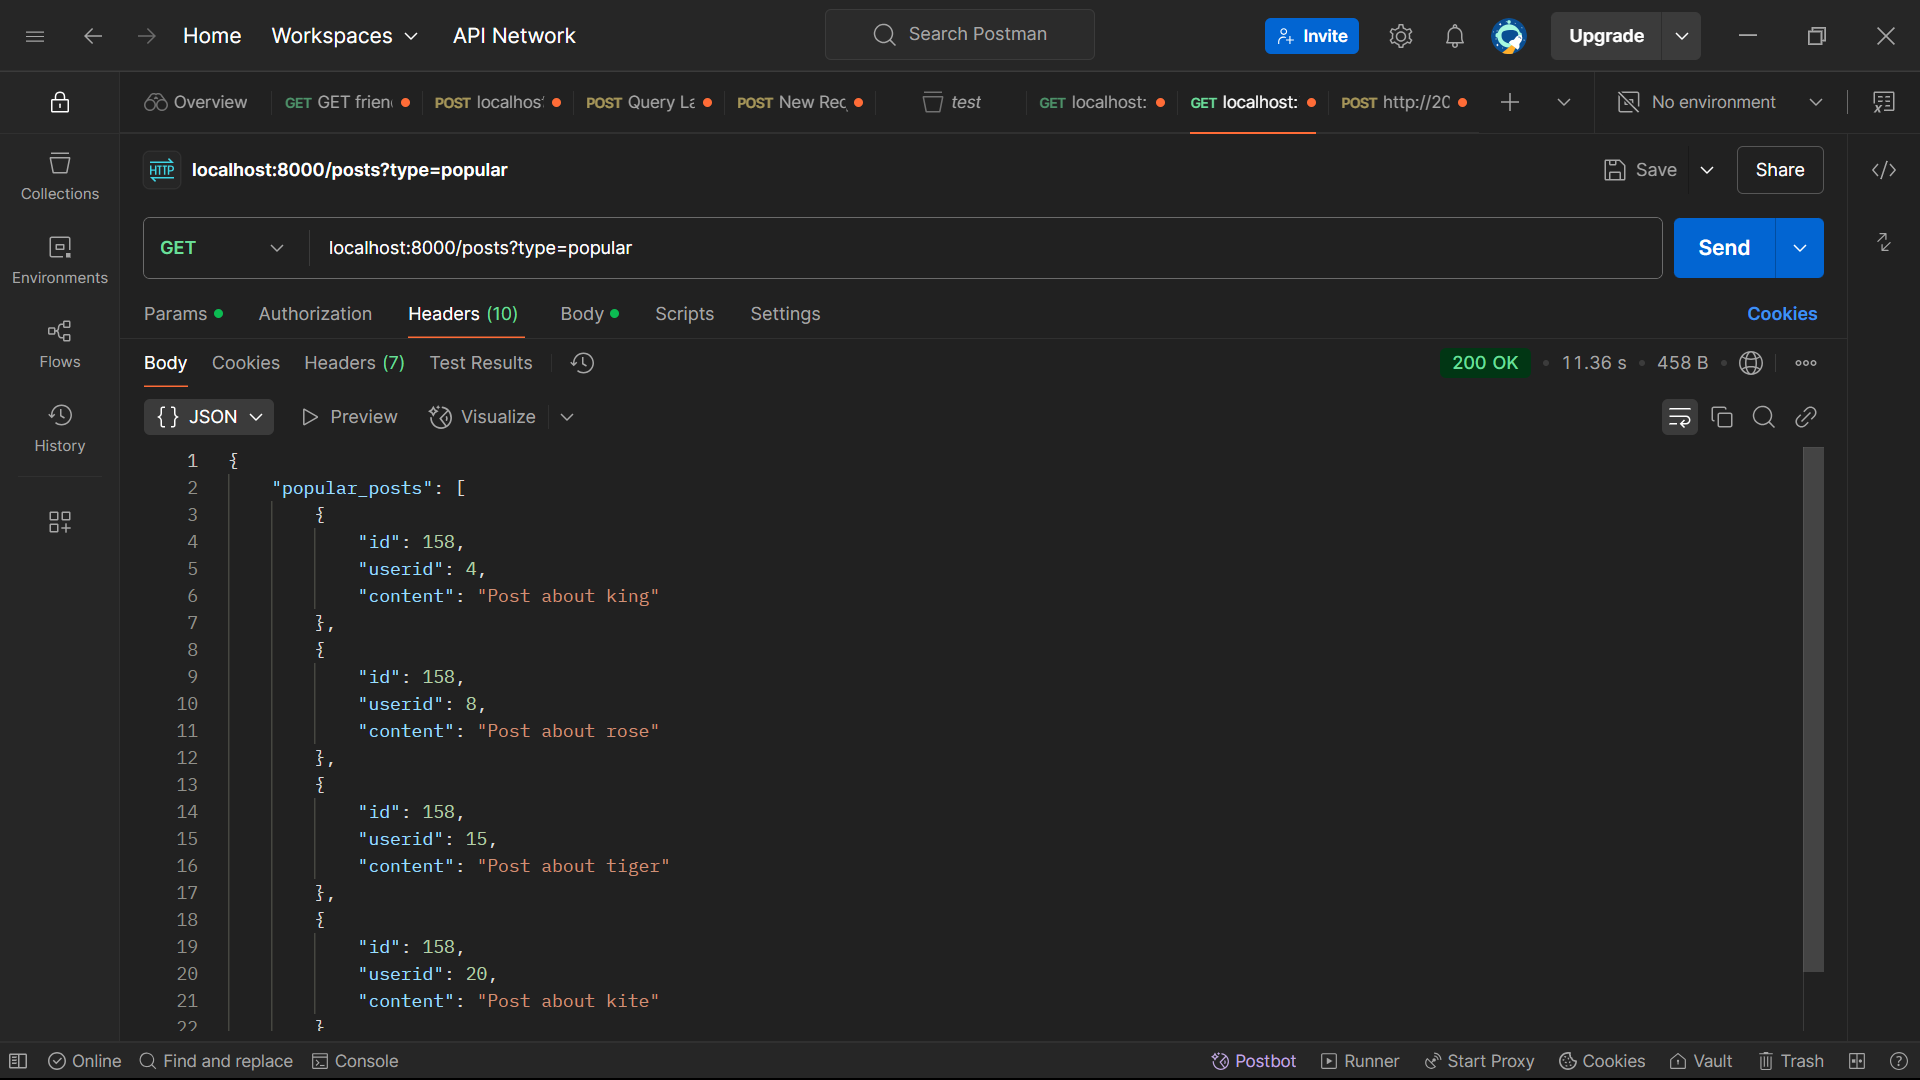 Home Workspaces API Network Search Postman Invite Upgrade
Overview GET GET frien POST localhos POST Query La POST New Rec test GET localhost: GET localhost: POST http://20 No environment
HTTP localhost:8000/posts?type=popular Save Share
Collections
GET localhost:8000/posts?type=popular Send
Environments
Params Authorization Headers (10) Body Scripts Settings Cookies
Flows
Body Cookies Headers (7) Test Results 200 OK 11.36 s 458 B
{ } JSON Preview Visualize
History
1 {
2 "popular_posts": [
3 {
4 "id": 158,
5 "userid": 4,
6 "content": "Post about king"
7 },
8 {
9 "id": 158,
10 "userid": 8,
11 "content": "Post about rose"
12 },
13 {
14 "id": 158,
15 "userid": 15,
16 "content": "Post about tiger"
17 },
18 {
19 "id": 158,
20 "userid": 20,
21 "content": "Post about kite"
22 }
Online Find and replace Console Postbot Runner Start Proxy Cookies Vault Trash